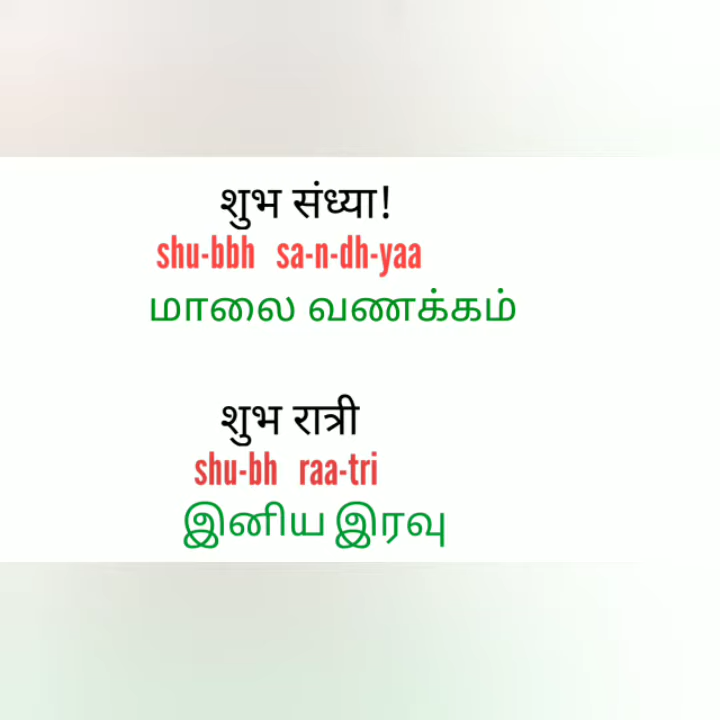 शुभ संध्या!
shu-bbh sa-n-dh-yaa
மாலை வணக்கம்
शुभ रात्री
shu-bh raa-tri
இனிய இரவு